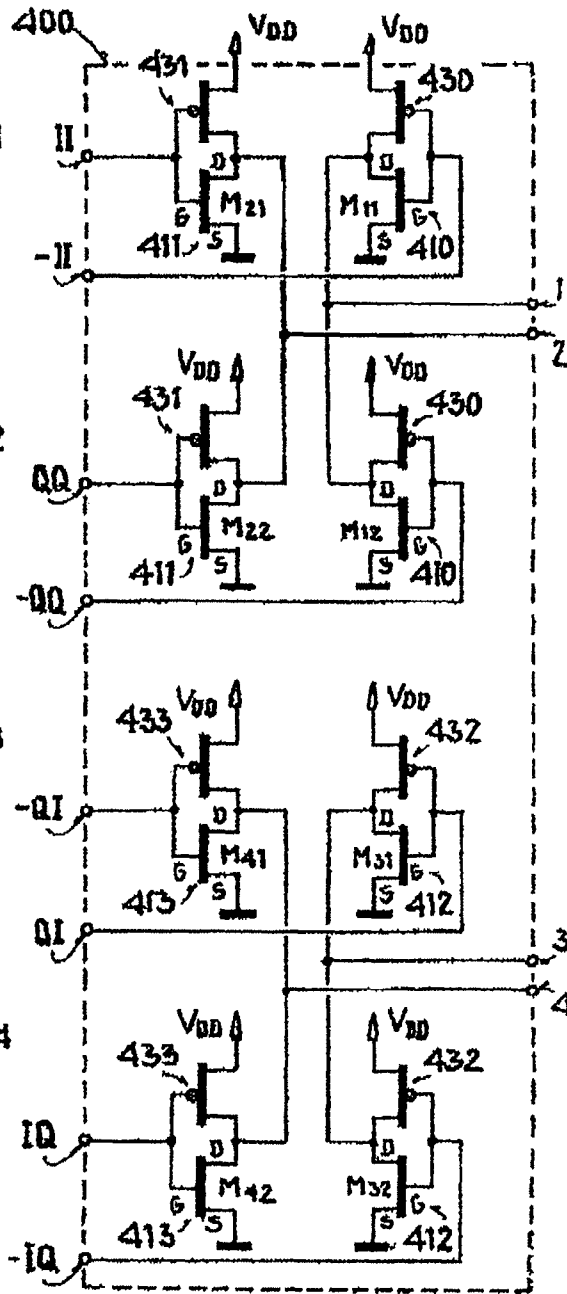 400
VDD VDD
431 430
II
D D
M21 M11
G S S G
411 410
-II
1
2
VDD VDD
431 430
QQ
D D
M22 M12
G S S G
411 410
-QQ
VDD VDD
433 432
-QI
D D
M41 M31
G S S G
413 412
QI
3
4
VDD VDD
433 432
IQ
D D
M42 M32
G S S G
413 412
-IQ